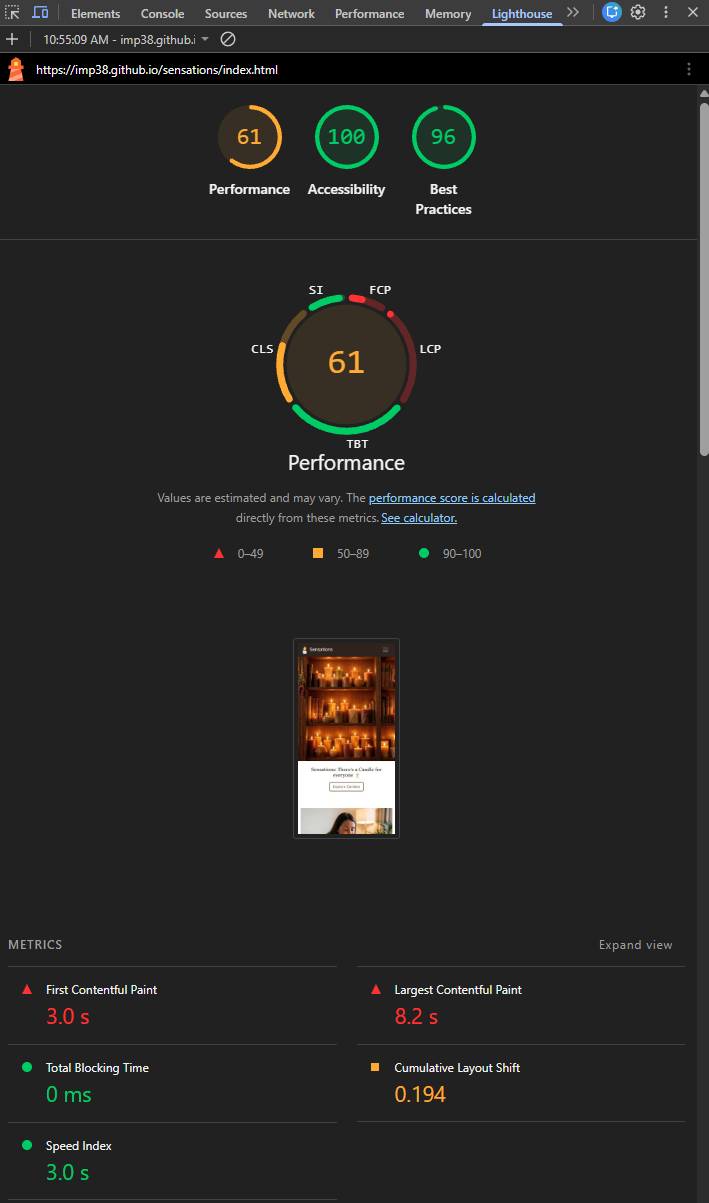 Elements Console Sources Network Performance Memory Lighthouse
10:55:09 AM - imp38.github.i
https://imp38.github.io/sensations/index.html
61 100 96
Performance Accessibility Best
Practices
SI FCP
CLS LCP
61
TBT
Performance
Values are estimated and may vary. The performance score is calculated
directly from these metrics. See calculator.
0–49 50–89 90–100
Sensations
Sensations: There's a Candle for
everyone
Explore Candles
METRICS Expand view
First Contentful Paint Largest Contentful Paint
3.0 s 8.2 s
Total Blocking Time Cumulative Layout Shift
0 ms 0.194
Speed Index
3.0 s